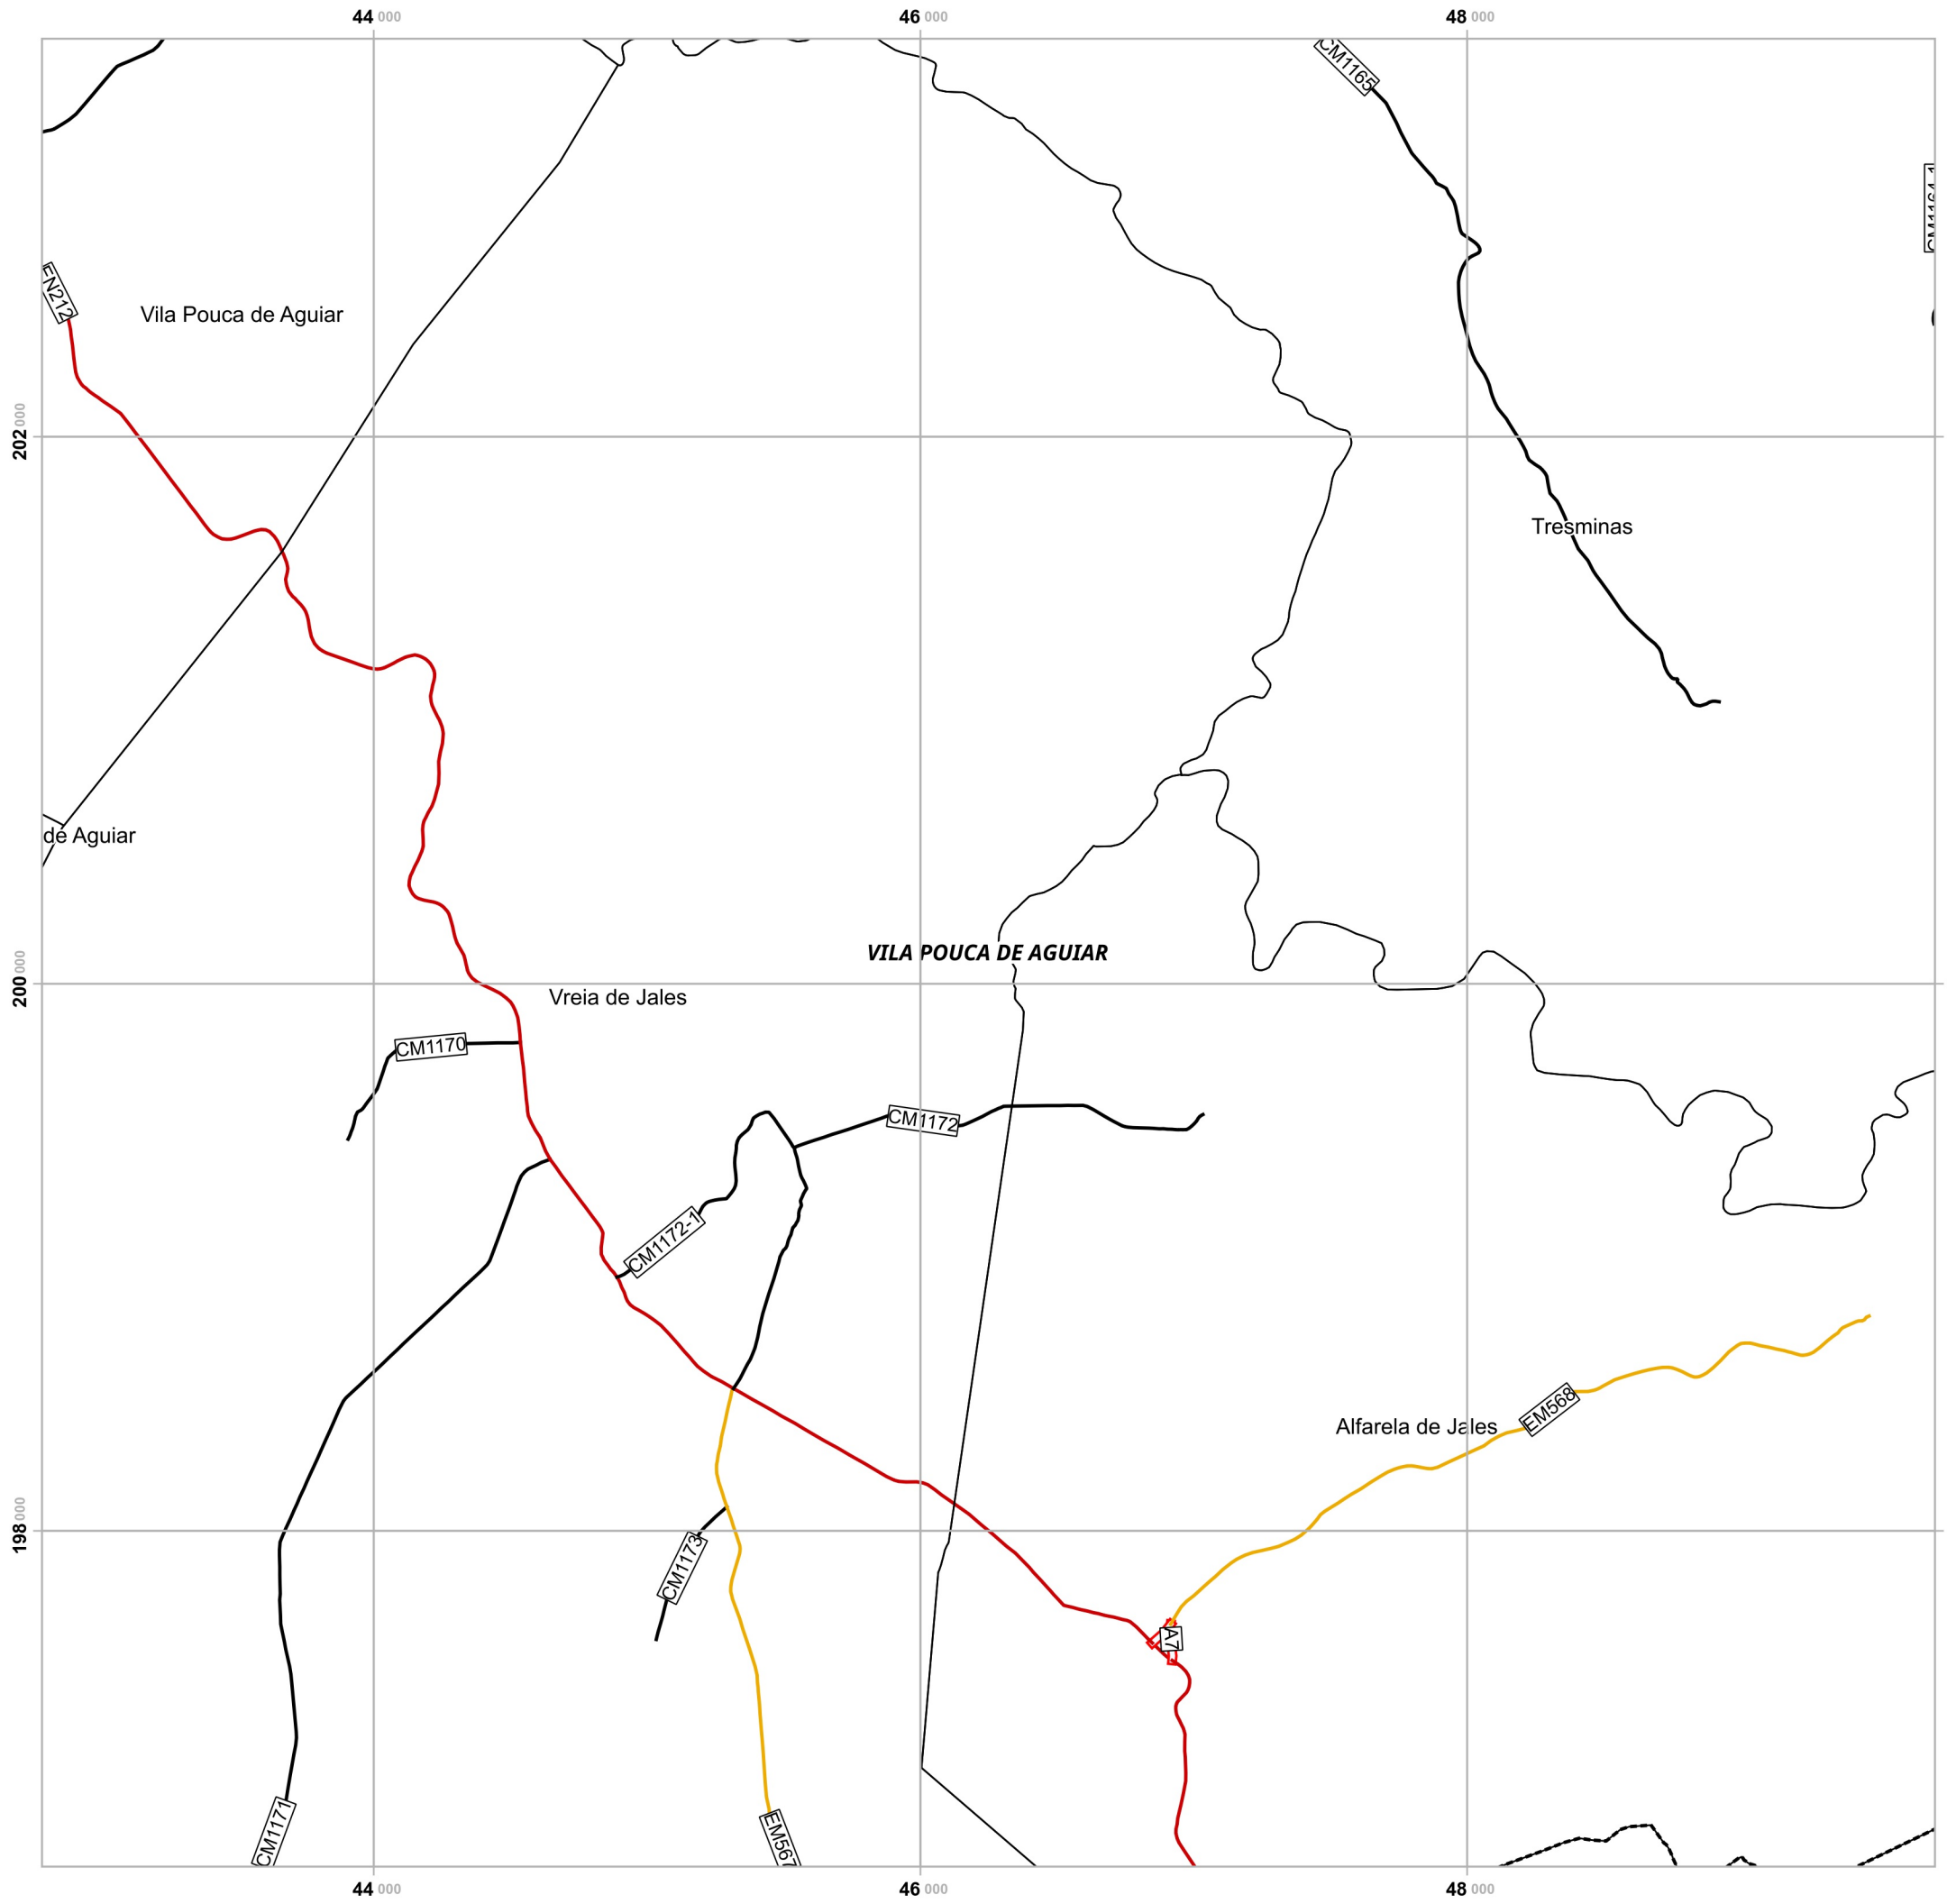 44 000
46 000
48 000
CM1165
CM1164-1
EN212
Vila Pouca de Aguiar
202 000
Tresminas
de Aguiar
VILA POUCA DE AGUIAR
200 000
Vreia de Jales
CM1170
CM1172
CM1172-1
EM568
Alfarela de Jales
198 000
CM1173
A7
CM1171
EM567
44 000
46 000
48 000